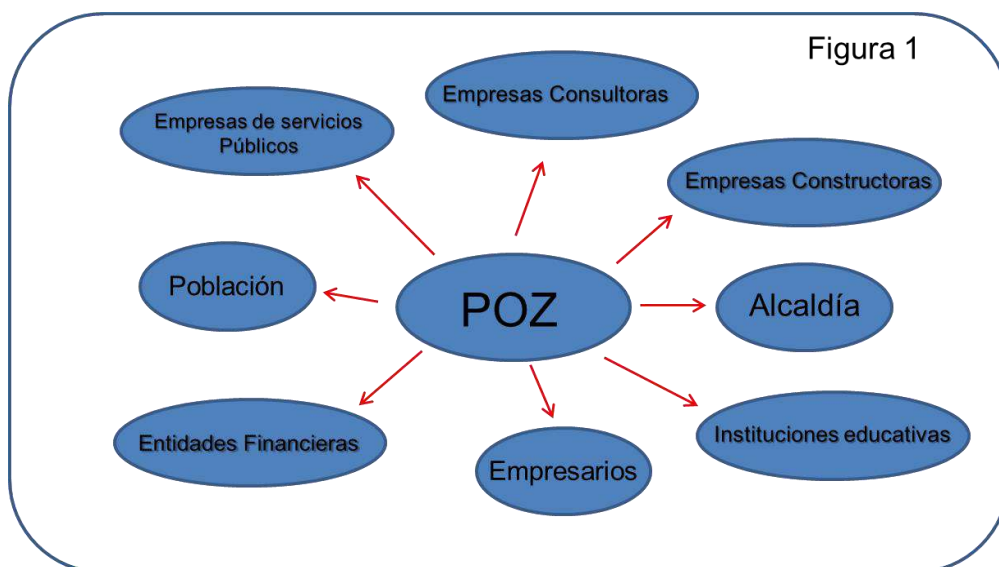 Figura 1
Empresas Consultoras
Empresas de servicios
Públicos
Empresas Constructoras
Población
POZ
Alcaldía
Entidades Financieras
Empresarios
Instituciones educativas